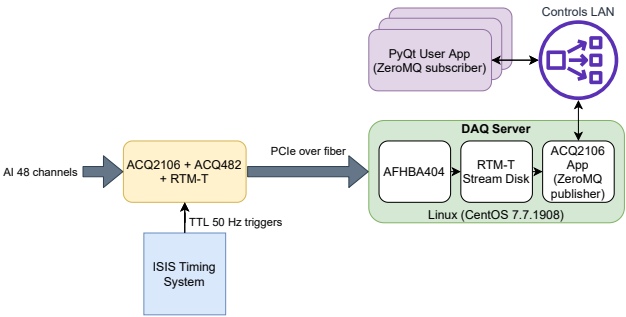 Controls LAN
PyQt User App
(ZeroMQ subscriber)
DAQ Server
AI 48 channels
ACQ2106 + ACQ482
+ RTM-T
PCIe over fiber
AFHBA404
RTM-T
Stream Disk
ACQ2106
App
(ZeroMQ
publisher)
Linux (CentOS 7.7.1908)
TTL 50 Hz triggers
ISIS Timing
System